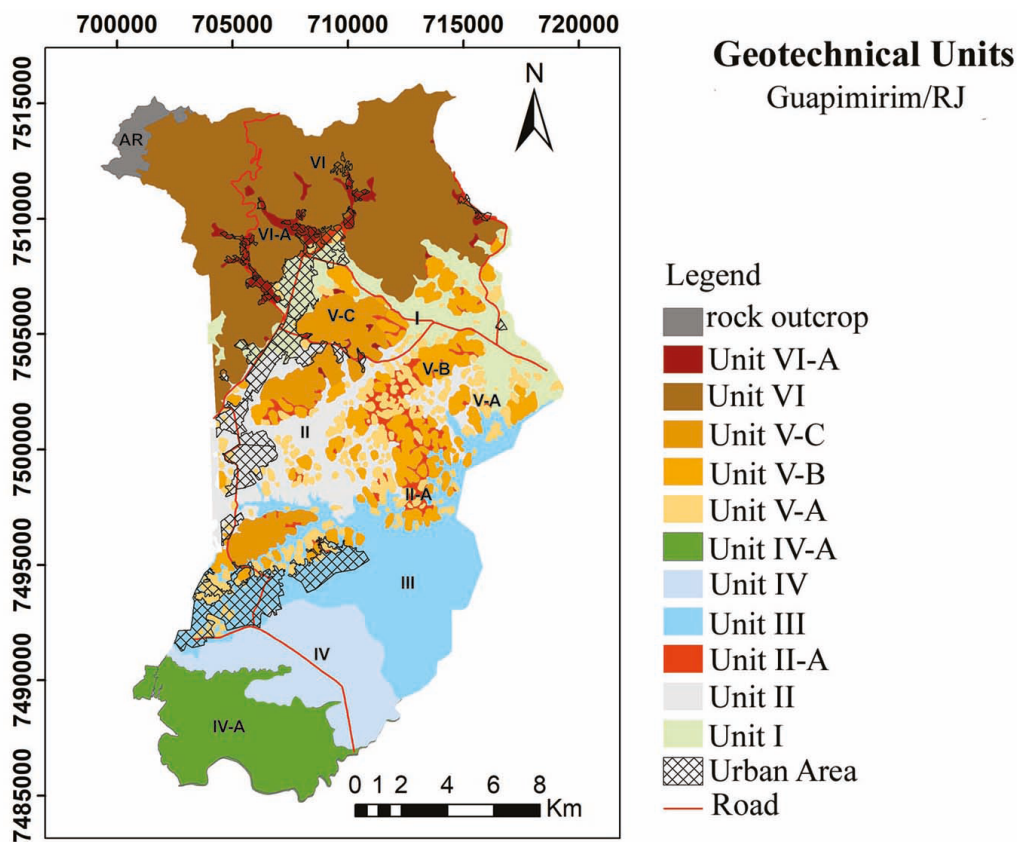 700000 705000 710000 715000 720000
Geotechnical Units
Guapimirim/RJ
N
7515000
7510000
7505000
7500000
7495000
7490000
7485000
AR
VI
VI-A
V-C
I
V-B
V-A
II
II-A
III
IV
IV-A
0 1 2 4 6 8
Km
Legend
rock outcrop
Unit VI-A
Unit VI
Unit V-C
Unit V-B
Unit V-A
Unit IV-A
Unit IV
Unit III
Unit II-A
Unit II
Unit I
Urban Area
Road